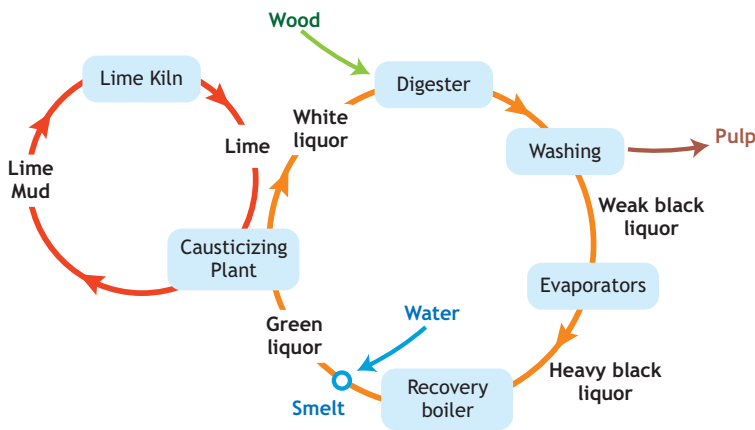 Wood
Lime Kiln
Digester
White
liquor
Lime
Washing
Pulp
Lime
Mud
Weak black
liquor
Causticizing
Plant
Evaporators
Green
liquor
Water
Heavy black
liquor
Recovery
boiler
Smelt